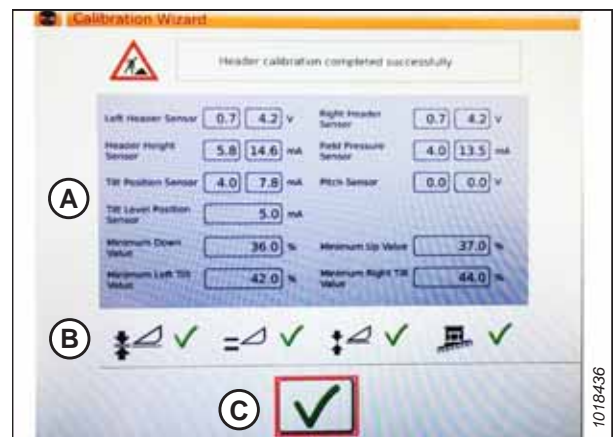 Calibration Wizard
Header calibration completed successfully
Left Header Sensor 0.7 4.2 v Right Header Sensor 0.7 4.2 v
Header Height Sensor 5.8 14.6 mA Field Pressure Sensor 4.0 13.5 mA
Tilt Position Sensor 4.0 7.8 mA Pitch Sensor 0.0 0.0 v
A
Tilt Level Position Sensor 5.0 mA
Minimum Down Value 36.0 % Minimum Up Value 37.0 %
Minimum Left Tilt Value 42.0 % Minimum Right Tilt Value 44.0 %
B
C
1018436